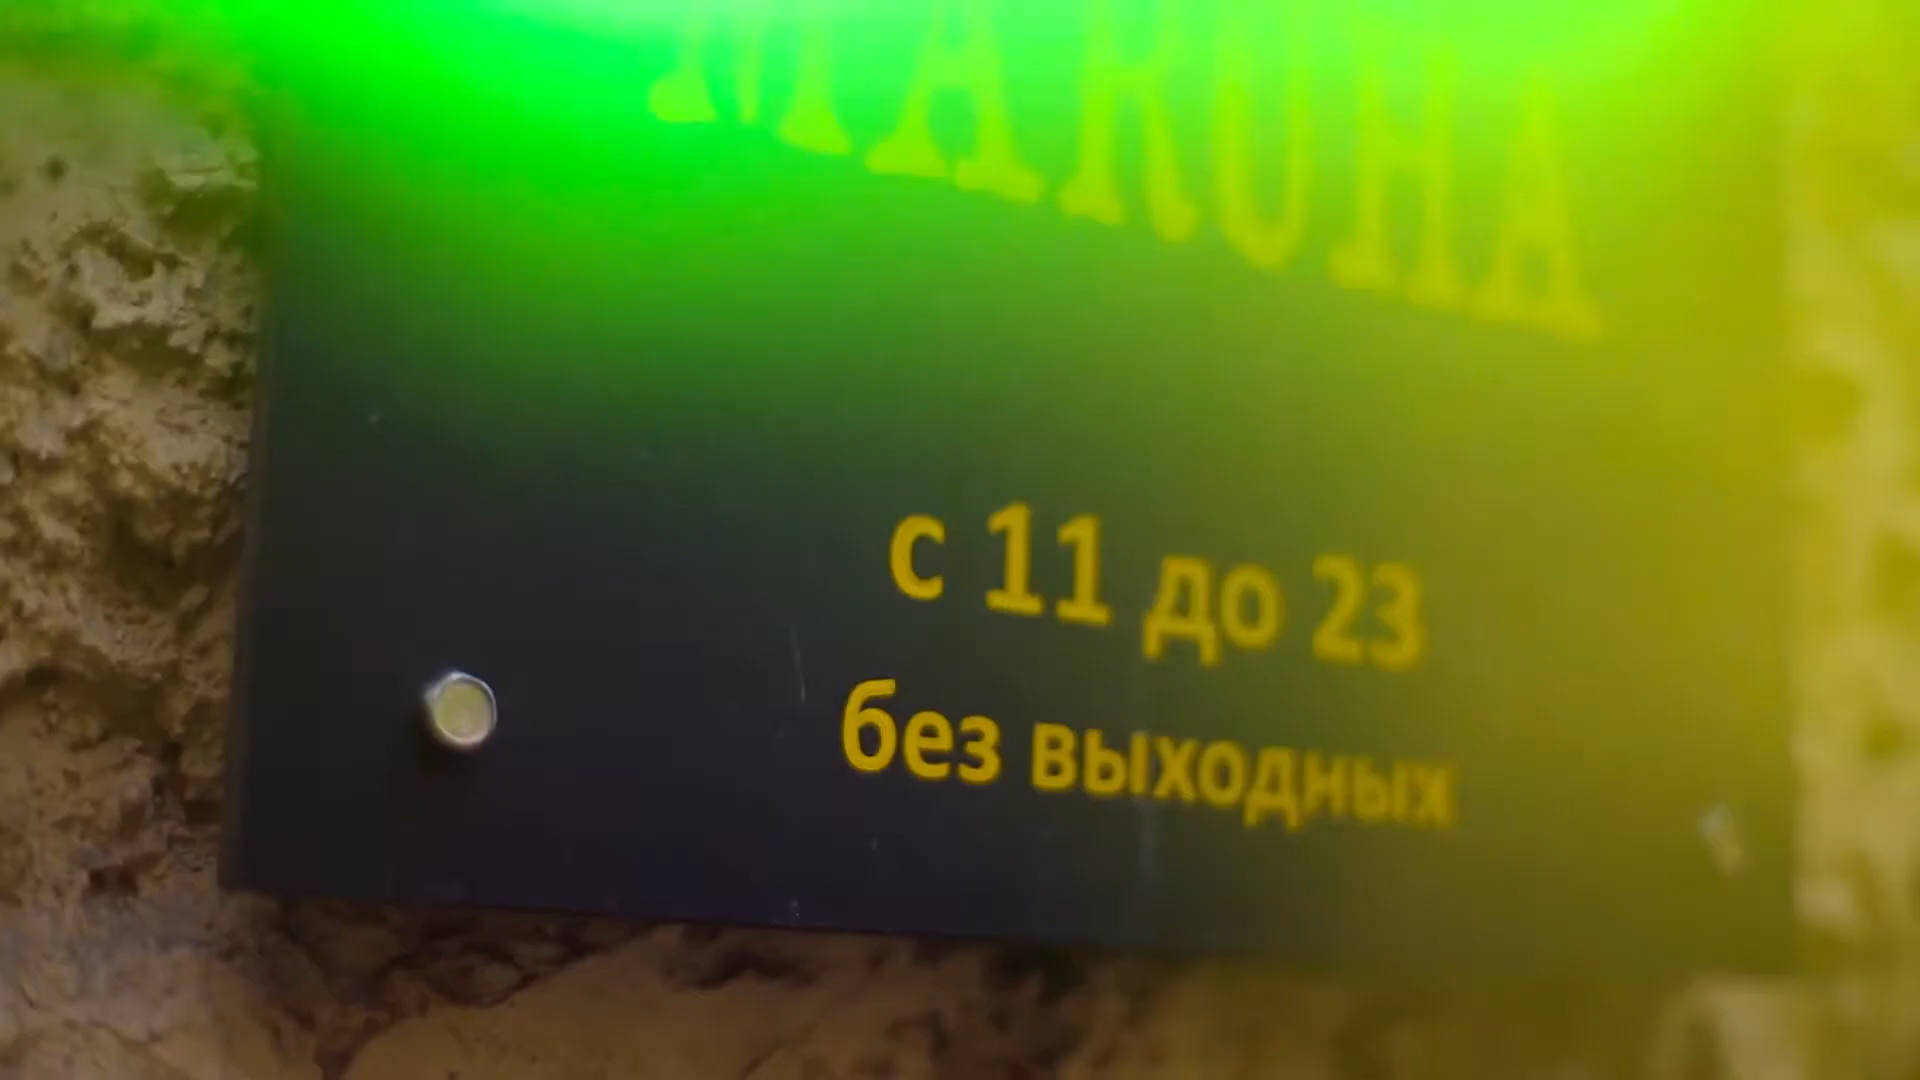 с 11 до 23
без выходных